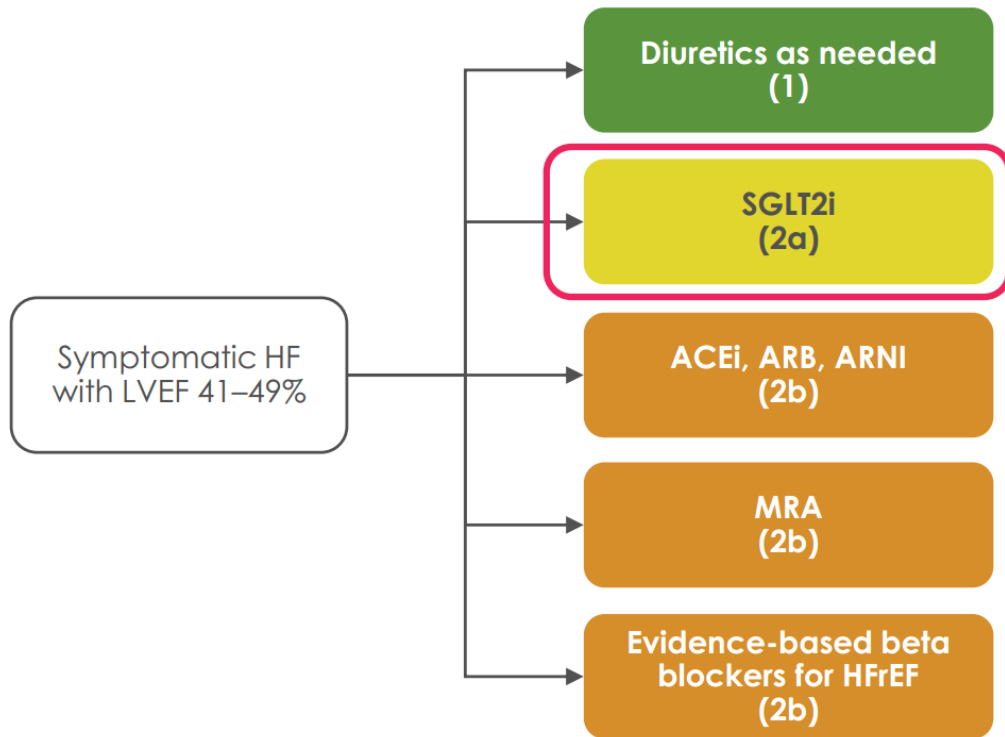 Diuretics as needed
(1)
SGLT2i
(2a)
Symptomatic HF
with LVEF 41–49%
ACEi, ARB, ARNI
(2b)
MRA
(2b)
Evidence-based beta
blockers for HFrEF
(2b)